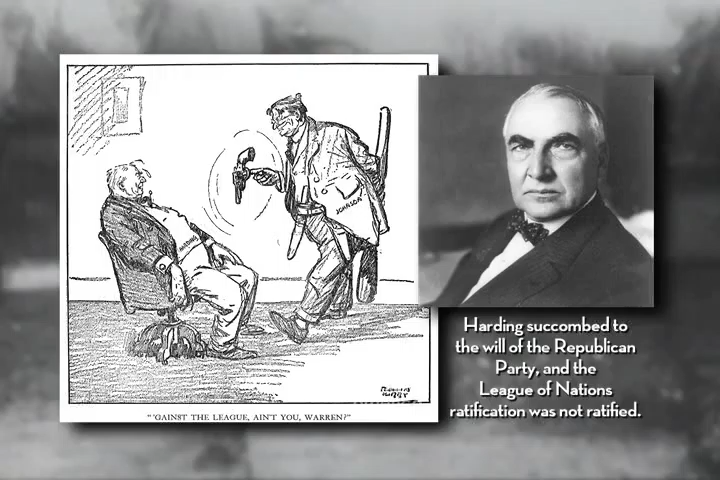 HARDING
JOHNSON
"'GAINST THE LEAGUE, AIN'T YOU, WARREN?"
Harding succombed to
the will of the Republican
Party, and the
League of Nations
ratification was not ratified.